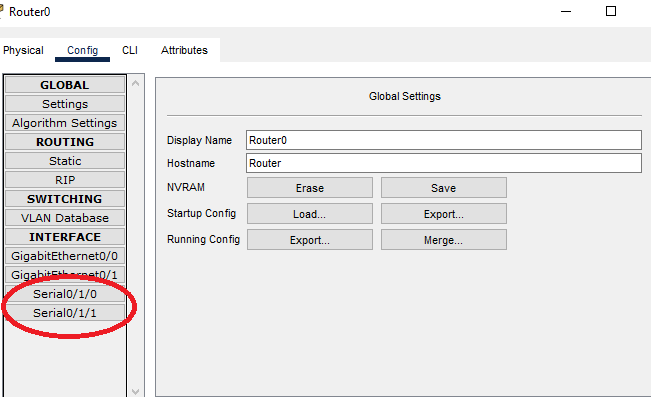 Router0
Physical Config CLI Attributes
GLOBAL
Settings
Algorithm Settings
ROUTING
Static
RIP
SWITCHING
VLAN Database
INTERFACE
GigabitEthernet0/0
GigabitEthernet0/1
Serial0/1/0
Serial0/1/1
Global Settings
Display Name Router0
Hostname Router
NVRAM Erase Save
Startup Config Load... Export...
Running Config Export... Merge...